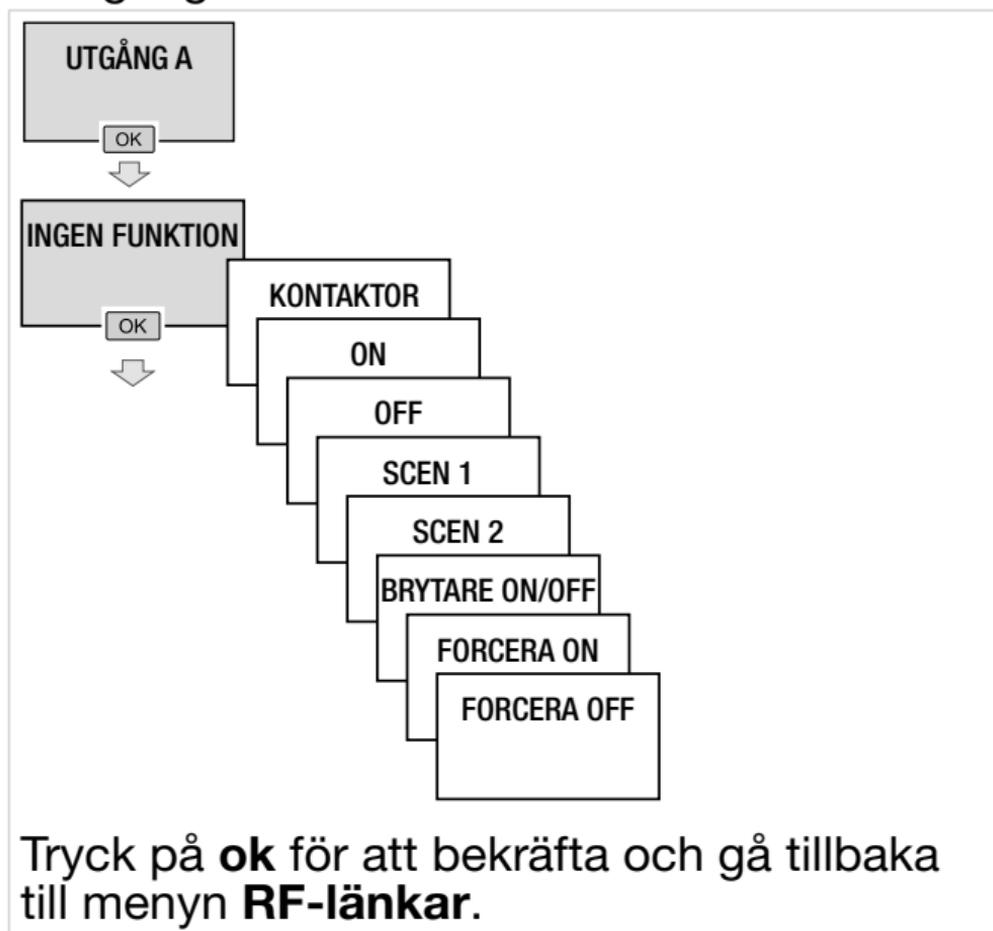 UTGÅNG A
OK
INGEN FUNKTION
OK
KONTAKTOR
ON
OFF
SCEN 1
SCEN 2
BRYTARE ON/OFF
FORCERA ON
FORCERA OFF
Tryck på ok för att bekräfta och gå tillbaka
till menyn RF-länkar.